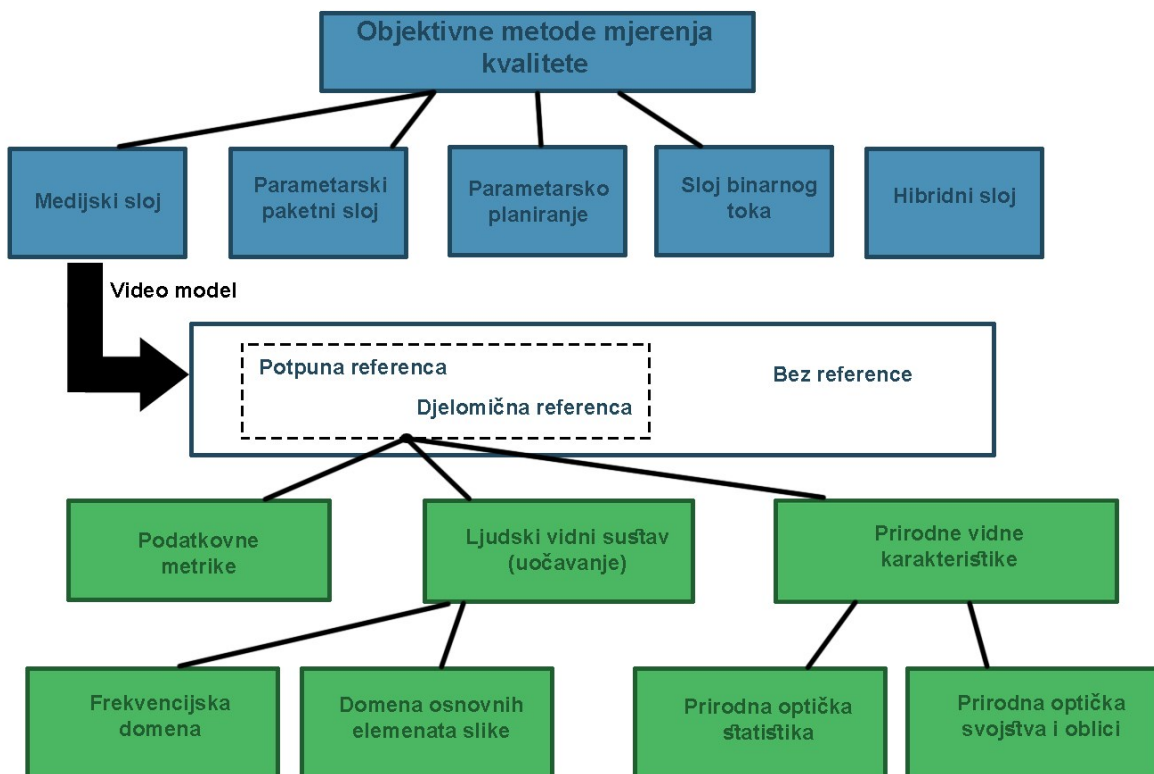 Objektivne metode mjerenja
kvalitete
Medijski sloj
Parametarski
paketni sloj
Parametarsko
planiranje
Sloj binarnog
toka
Hibridni sloj
Video model
Potpuna referenca
Djelomična referenca
Bez reference
Podatkovne
metrike
Ljudski vidni sustav
(uočavanje)
Prirodne vidne
karakteristike
Frekvencijska
domena
Domena osnovnih
elemenata slike
Prirodna optička
statistika
Prirodna optička
svojstva i oblici